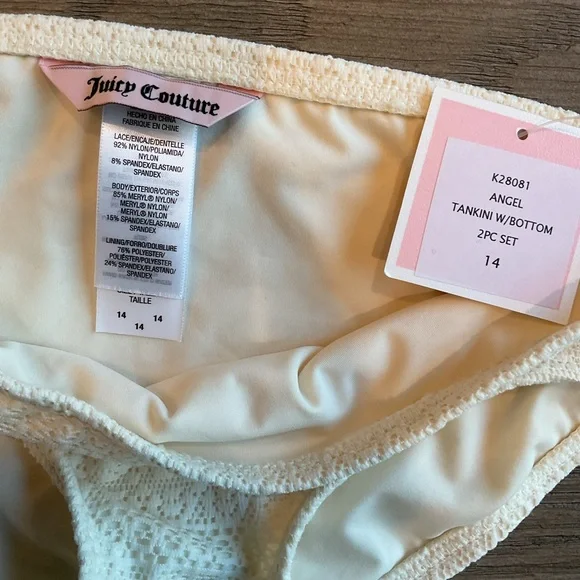 Juicy Couture
HECHO EN CHINA
FABRIQUE EN CHINE
LACE/ENCAJE/DENTELLE
92% NYLON/POLIAMIDA/
NYLON
8% SPANDEX/ELASTANO/
SPANDEX
BODY/EXTERIOR/CORPS
85% MERYL® NYLON/
MERYL® NYLON/
MERYL® NYLON
15% SPANDEX/ELASTANO/
SPANDEX
LINING/FORRO/DOUBLURE
76% POLYESTER/
POLIÉSTER/POLYESTER
24% SPANDEX/ELASTANO/
SPANDEX
TAILLE
14 14
14
K28081
ANGEL
TANKINI W/BOTTOM
2PC SET
14